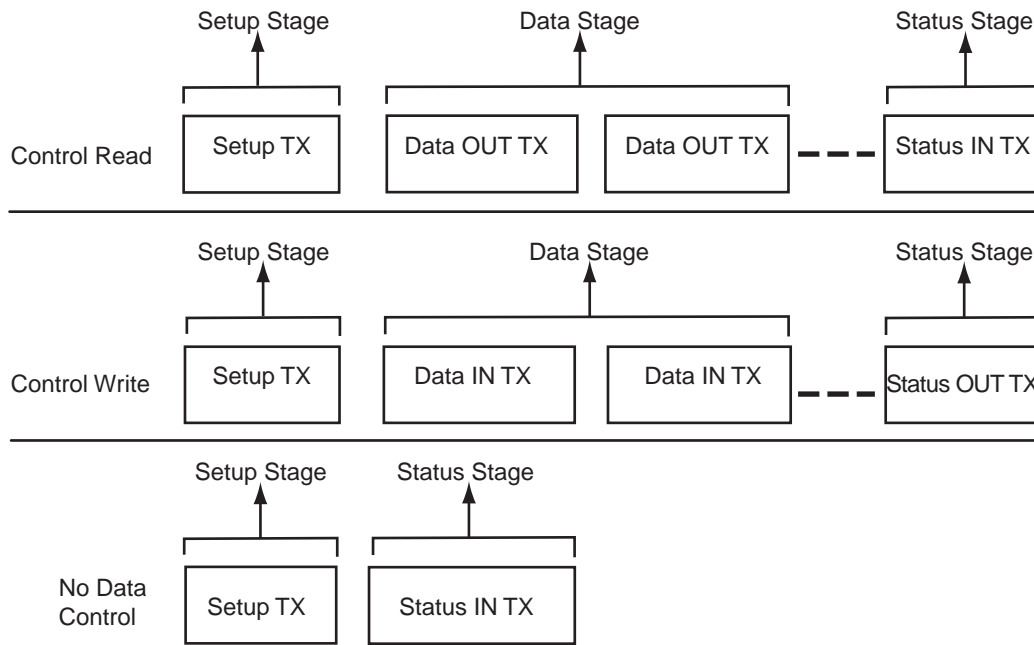 Setup Stage Data Stage Status Stage
Control Read Setup TX Data OUT TX Data OUT TX Status IN TX
Setup Stage Data Stage Status Stage
Control Write Setup TX Data IN TX Data IN TX Status OUT TX
Setup Stage Status Stage
No Data
Control
Setup TX Status IN TX